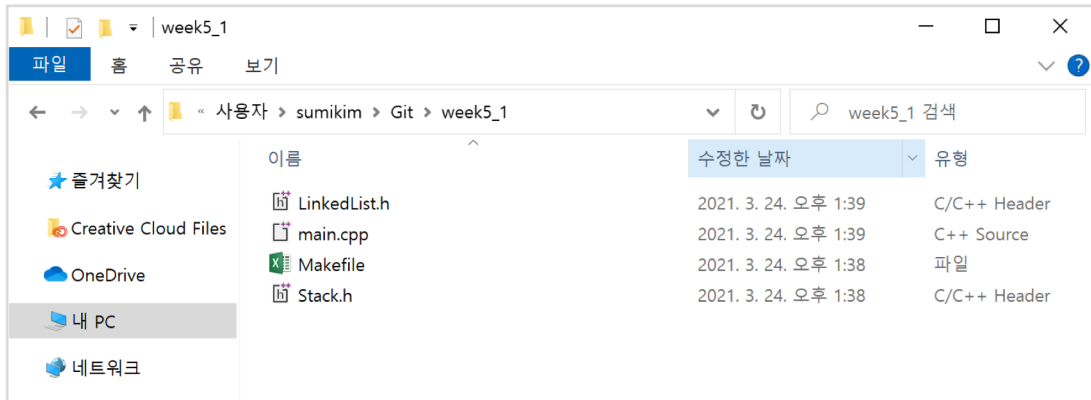 week5_1
파일 홈 공유 보기
« 사용자 > sumikim > Git > week5_1
week5_1 검색
이름 수정한 날짜 유형
즐겨찾기
Creative Cloud Files
OneDrive
내 PC
네트워크
LinkedList.h 2021. 3. 24. 오후 1:39 C/C++ Header
main.cpp 2021. 3. 24. 오후 1:39 C++ Source
Makefile 2021. 3. 24. 오후 1:38 파일
Stack.h 2021. 3. 24. 오후 1:38 C/C++ Header